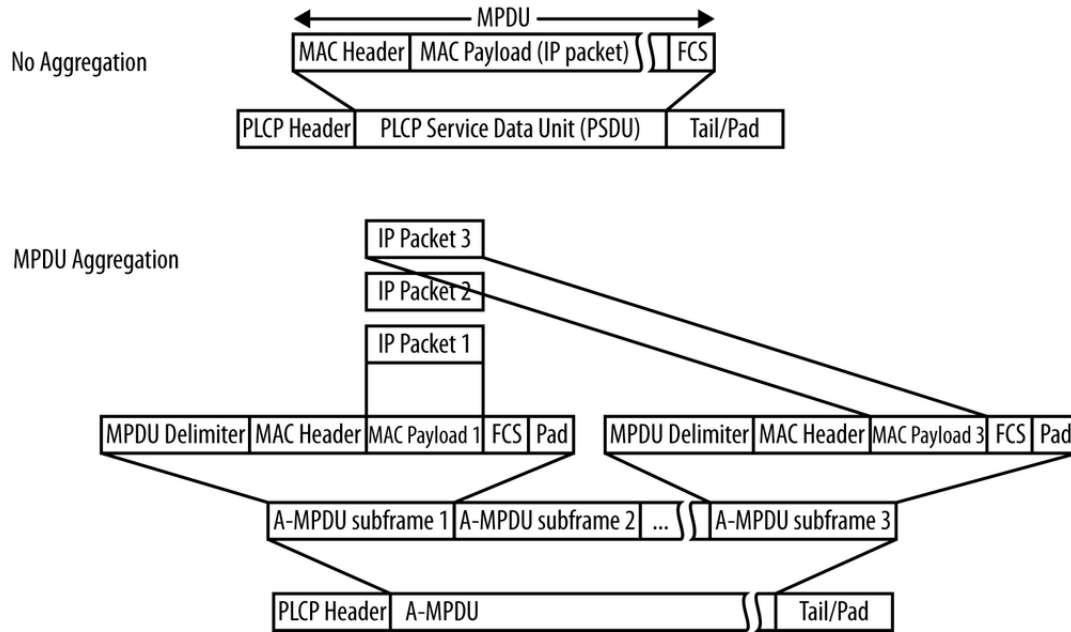 MPDU
No Aggregation
MAC Header MAC Payload (IP packet) FCS
PLCP Header PLCP Service Data Unit (PSDU) Tail/Pad
MPDU Aggregation
IP Packet 3
IP Packet 2
IP Packet 1
MPDU Delimiter MAC Header MAC Payload 1 FCS Pad MPDU Delimiter MAC Header MAC Payload 3 FCS Pad
A-MPDU subframe 1 A-MPDU subframe 2 ... A-MPDU subframe 3
PLCP Header A-MPDU Tail/Pad